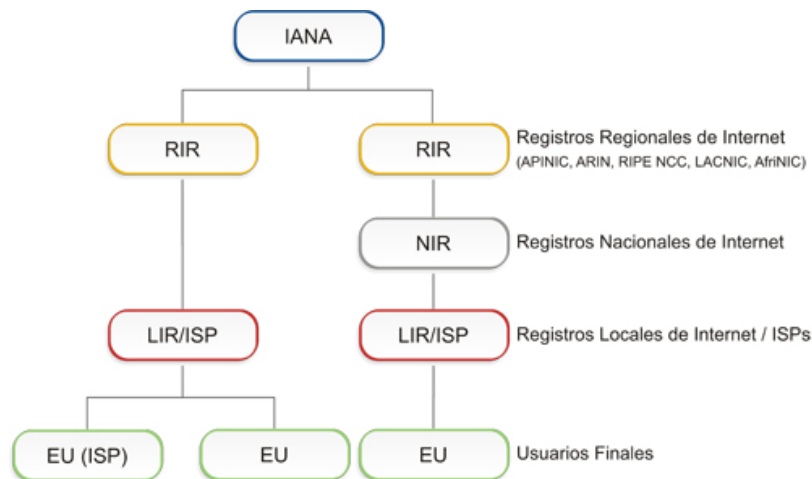 IANA
RIR
RIR
Registros Regionales de Internet
(APINIC, ARIN, RIPE NCC, LACNIC, AfriNIC)
NIR
Registros Nacionales de Internet
LIR/ISP
LIR/ISP
Registros Locales de Internet / ISPs
EU (ISP)
EU
EU
Usuarios Finales